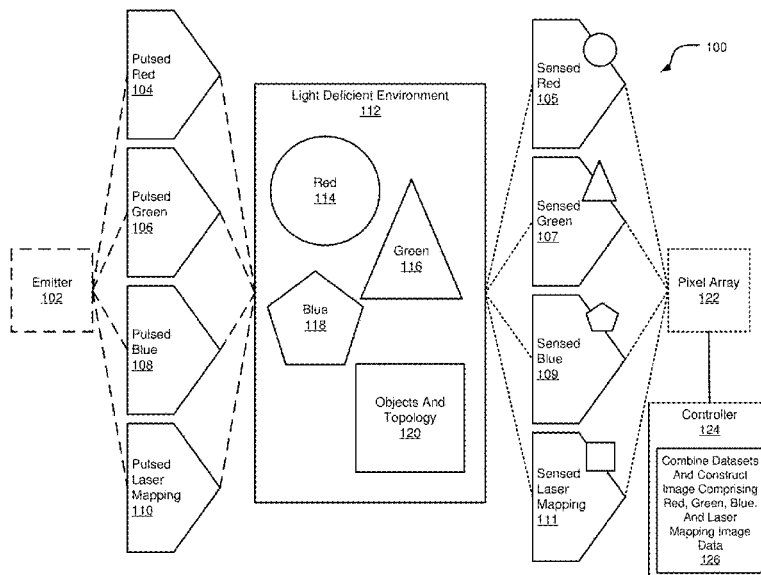 100
Pulsed
Red
104
Pulsed
Green
106
Pulsed
Blue
108
Pulsed
Laser
Mapping
110
Emitter
102
Light Deficient Environment
112
Red
114
Green
116
Blue
118
Objects And
Topology
120
Sensed
Red
105
Sensed
Green
107
Sensed
Blue
109
Sensed
Laser
Mapping
111
Pixel Array
122
Controller
124
Combine Datasets
And Construct
Image Comprising
Red, Green, Blue.
And Laser
Mapping Image
Data
126